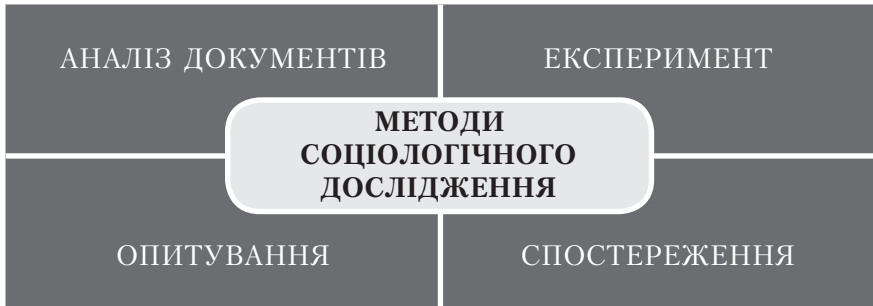 АНАЛІЗ ДОКУМЕНТІВ
ЕКСПЕРИМЕНТ
МЕТОДИ
СОЦІОЛОГІЧНОГО
ДОСЛІДЖЕННЯ
ОПИТУВАННЯ
СПОСТЕРЕЖЕННЯ